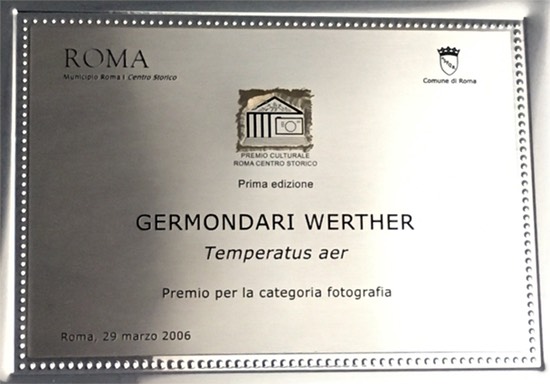 ROMA
Municipio Roma I Centro Storico
Comune di Roma
PREMIO CULTURALE
ROMA CENTRO STORICO
Prima edizione
GERMONDARI WERTHER
Temperatus aer
Premio per la categoria fotografia
Roma, 29 marzo 2006